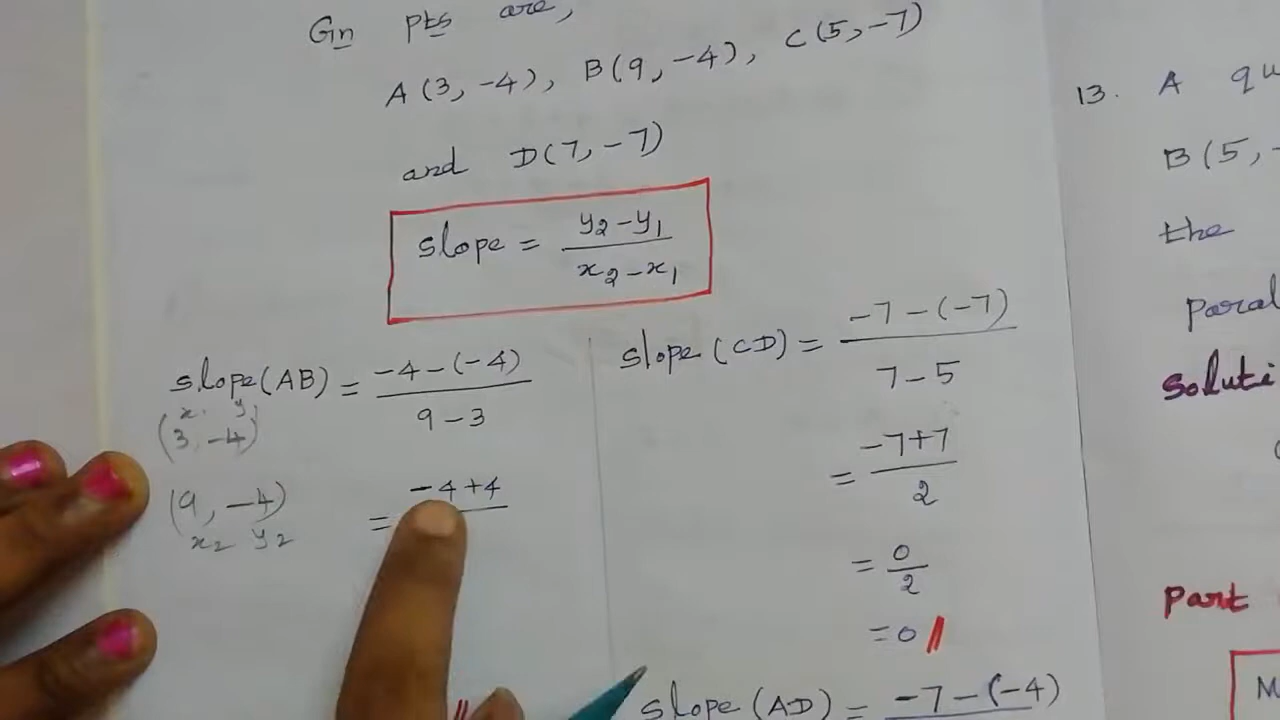 Gn pts are,
A(3, -4), B(9, -4), C(5, -7)
and D(7, -7)
slope = y2 - y1 / x2 - x1
slope(AB) = -4 - (-4) / 9 - 3
x1 y1
(3, -4)
(9, -4)
x2 y2
= -4 + 4
slope (CD) = -7 - (-7) / 7 - 5
= -7 + 7 / 2
= 0 / 2
= 0 //
slope (AD) = -7 - (-4)
13. A
B(5, -
the
Part